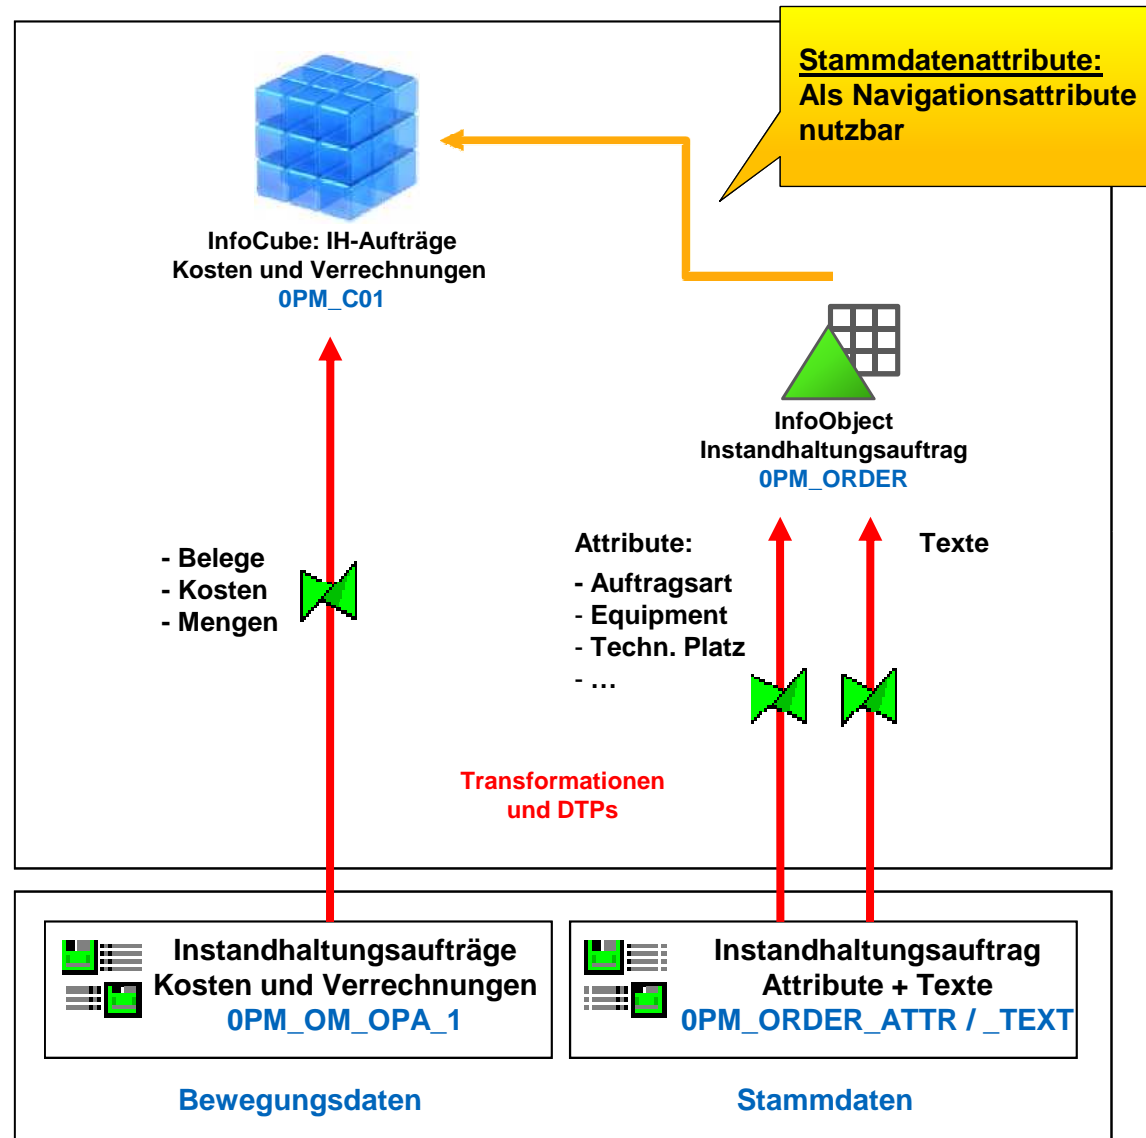 Stammdatenattribute:
Als Navigationsattribute
nutzbar
InfoCube: IH-Aufträge
Kosten und Verrechnungen
0PM_C01
InfoObject
Instandhaltungsauftrag
0PM_ORDER
- Belege
- Kosten
- Mengen
Attribute:
- Auftragsart
- Equipment
- Techn. Platz
- …
Texte
Transformationen
und DTPs
Instandhaltungsaufträge
Kosten und Verrechnungen
0PM_OM_OPA_1
Instandhaltungsauftrag
Attribute + Texte
0PM_ORDER_ATTR / _TEXT
Bewegungsdaten
Stammdaten